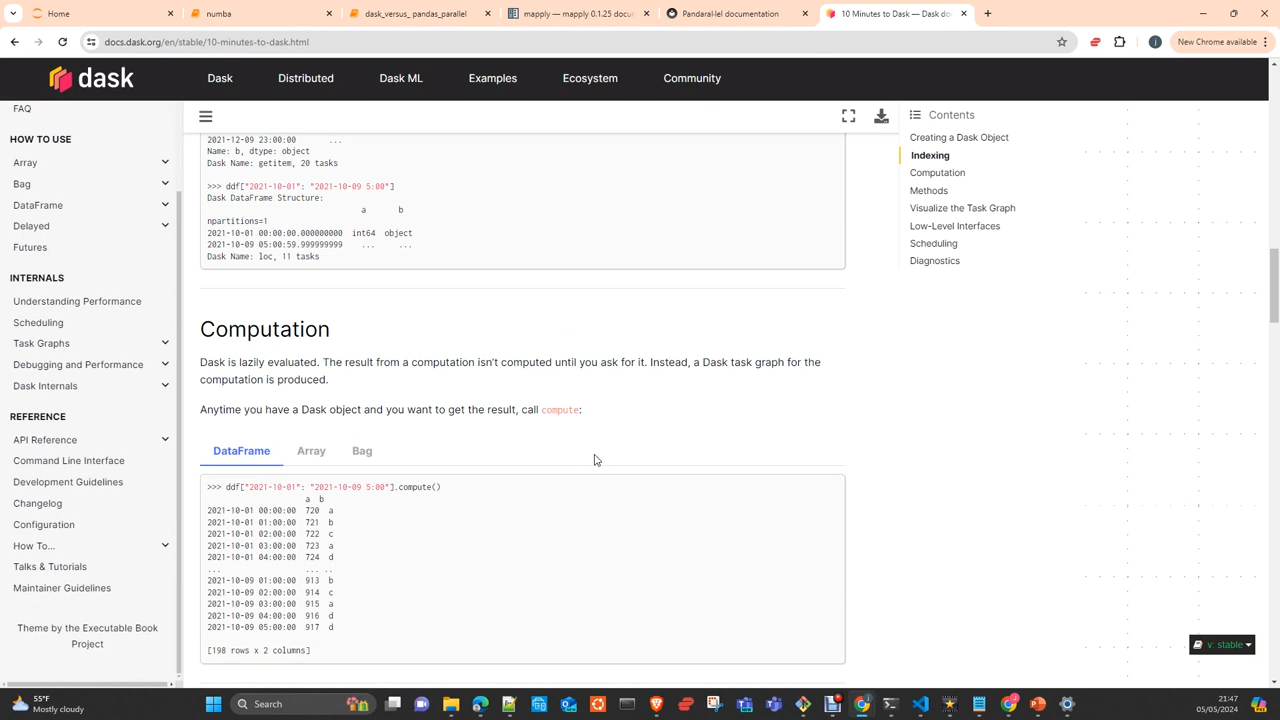 Home
numba
dask_versus_ pandas_parallel
Home
mapply — mapply 0.1.25 docu
Pandaral·lel documentation
10 Minutes to Dask — Dask do
docs.dask.org/en/stable/10-minutes-to-dask.html
New Chrome available
dask
Dask
Distributed
Dask ML
Examples
Ecosystem
Community
FAQ
HOW TO USE
Array
Bag
DataFrame
Delayed
Futures
INTERNALS
Understanding Performance
Scheduling
Task Graphs
Debugging and Performance
Dask Internals
REFERENCE
API Reference
Command Line Interface
Development Guidelines
Changelog
Configuration
How To...
Talks & Tutorials
Maintainer Guidelines
Theme by the Executable Book
Project
2021-12-09 23:00:00 ...
Name: b, dtype: object
Dask Name: getitem, 20 tasks
>>> ddf["2021-10-01": "2021-10-09 5:00"]
Dask DataFrame Structure:
a b
npartitions=1
2021-10-01 00:00:00.000000000 int64 object
2021-10-09 05:00:59.999999999 ... ...
Dask Name: loc, 11 tasks
Computation
Dask is lazily evaluated. The result from a computation isn't computed until you ask for it. Instead, a Dask task graph for the
computation is produced.
Anytime you have a Dask object and you want to get the result, call compute:
DataFrame
Array
Bag
>>> ddf["2021-10-01": "2021-10-09 5:00"].compute()
a b
2021-10-01 00:00:00 720 a
2021-10-01 01:00:00 721 b
2021-10-01 02:00:00 722 c
2021-10-01 03:00:00 723 a
2021-10-01 04:00:00 724 d
... ... ..
2021-10-09 01:00:00 913 b
2021-10-09 02:00:00 914 c
2021-10-09 03:00:00 915 a
2021-10-09 04:00:00 916 d
2021-10-09 05:00:00 917 d
[198 rows x 2 columns]
Contents
Creating a Dask Object
Indexing
Computation
Methods
Visualize the Task Graph
Low-Level Interfaces
Scheduling
Diagnostics
v: stable
55°F
Mostly cloudy
Search
21:47
05/05/2024